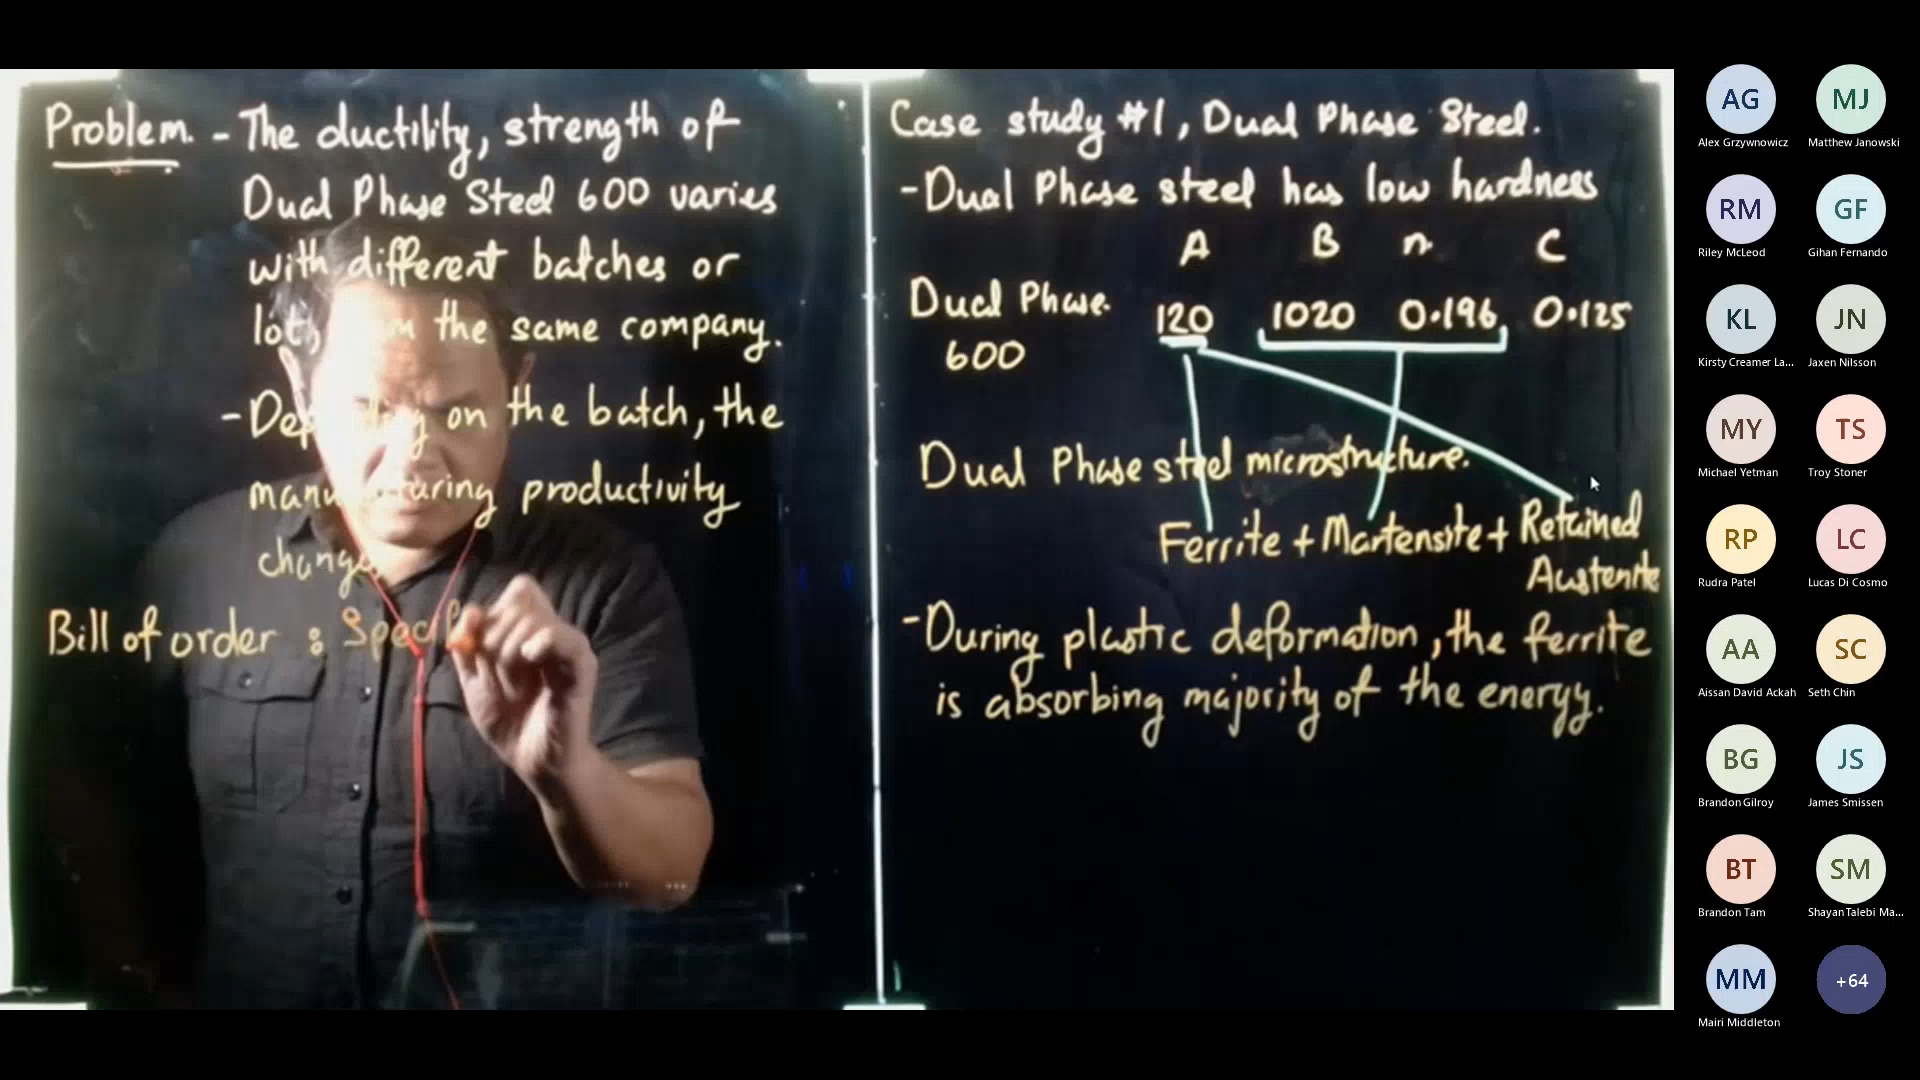 Problem. - The ductility, strength of
Dual Phase Steel 600 varies
with different batches or
the same company.
on the batch, the
productivity
Bill of order :
Case study #1, Dual Phase Steel.
- Dual Phase steel has low hardness
A B n C
Dual Phase 120 1020 0.196 0.125
600
Dual Phase steel microstructure.
Ferrite + Martensite + Retained
Austenite
- During plastic deformation, the ferrite
is absorbing majority of the energy.
AG MJ
Alex Grzywnowicz Matthew Janowski
RM GF
Riley McLeod Gihan Fernando
KL JN
Kirsty Creamer La... Jaxen Nilsson
MY TS
Michael Yetman Troy Stoner
RP LC
Rudra Patel Lucas Di Cosmo
AA SC
Aissan David Ackah Seth Chin
BG JS
Brandon Gilroy James Smissen
BT SM
Brandon Tam Shayan Talebi Ma...
MM +64
Mairi Middleton